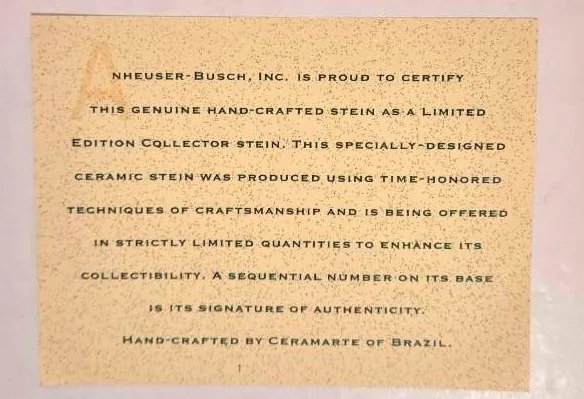 ANHEUSER-BUSCH, INC. IS PROUD TO CERTIFY
THIS GENUINE HAND-CRAFTED STEIN AS A LIMITED
EDITION COLLECTOR STEIN. THIS SPECIALLY-DESIGNED
CERAMIC STEIN WAS PRODUCED USING TIME-HONORED
TECHNIQUES OF CRAFTSMANSHIP AND IS BEING OFFERED
IN STRICTLY LIMITED QUANTITIES TO ENHANCE ITS
COLLECTIBILITY. A SEQUENTIAL NUMBER ON ITS BASE
IS ITS SIGNATURE OF AUTHENTICITY.
HAND-CRAFTED BY CERAMARTE OF BRAZIL.